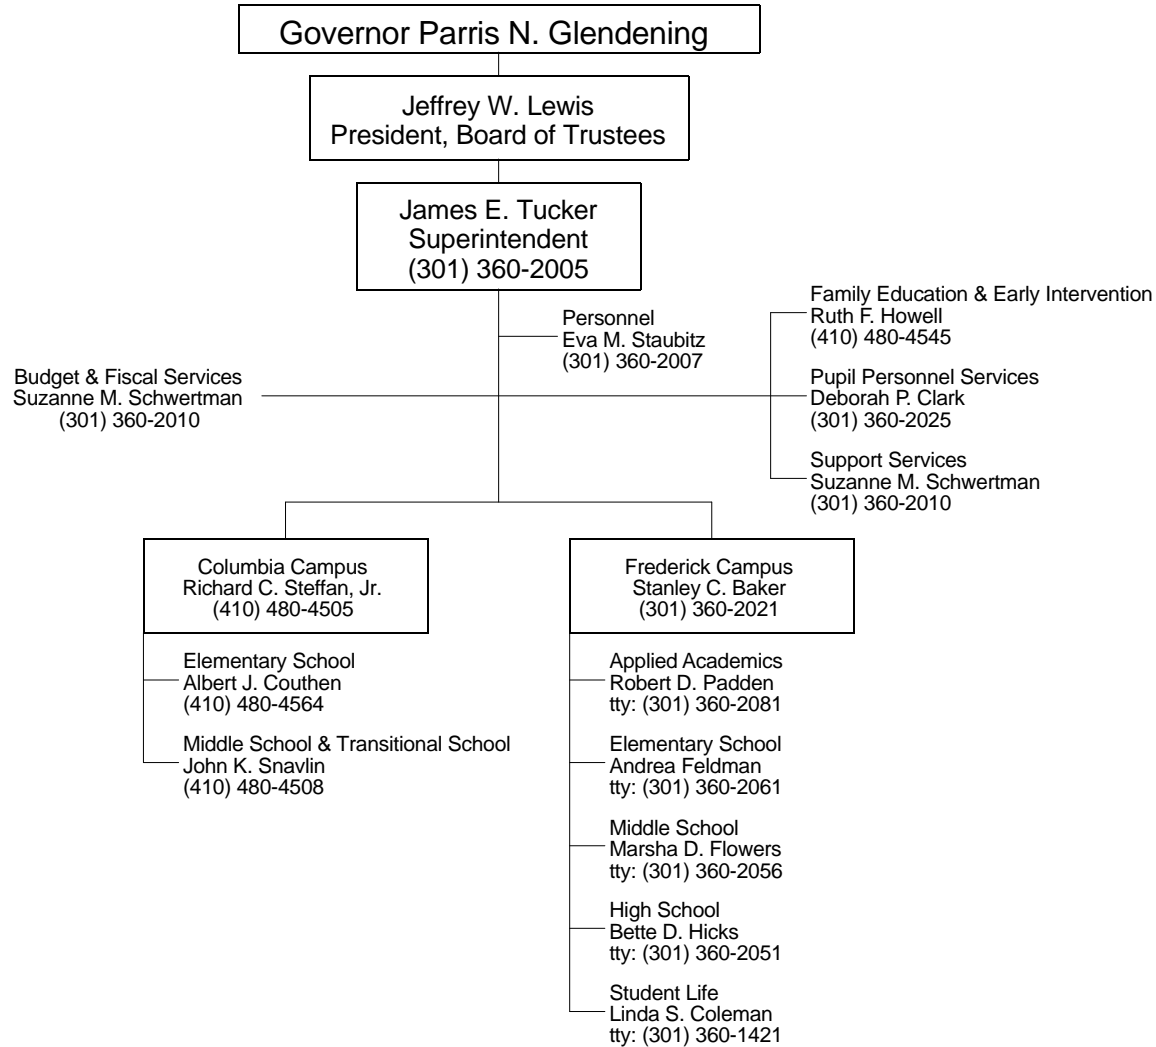 Governor Parris N. Glendening
Jeffrey W. Lewis
President, Board of Trustees
James E. Tucker
Superintendent
(301) 360-2005
Personnel
Eva M. Staubitz
(301) 360-2007
Budget & Fiscal Services
Suzanne M. Schwertman
(301) 360-2010
Family Education & Early Intervention
Ruth F. Howell
(410) 480-4545
Pupil Personnel Services
Deborah P. Clark
(301) 360-2025
Support Services
Suzanne M. Schwertman
(301) 360-2010
Columbia Campus
Richard C. Steffan, Jr.
(410) 480-4505
Elementary School
Albert J. Couthen
(410) 480-4564
Middle School & Transitional School
John K. Snavlin
(410) 480-4508
Frederick Campus
Stanley C. Baker
(301) 360-2021
Applied Academics
Robert D. Padden
tty: (301) 360-2081
Elementary School
Andrea Feldman
tty: (301) 360-2061
Middle School
Marsha D. Flowers
tty: (301) 360-2056
High School
Bette D. Hicks
tty: (301) 360-2051
Student Life
Linda S. Coleman
tty: (301) 360-1421